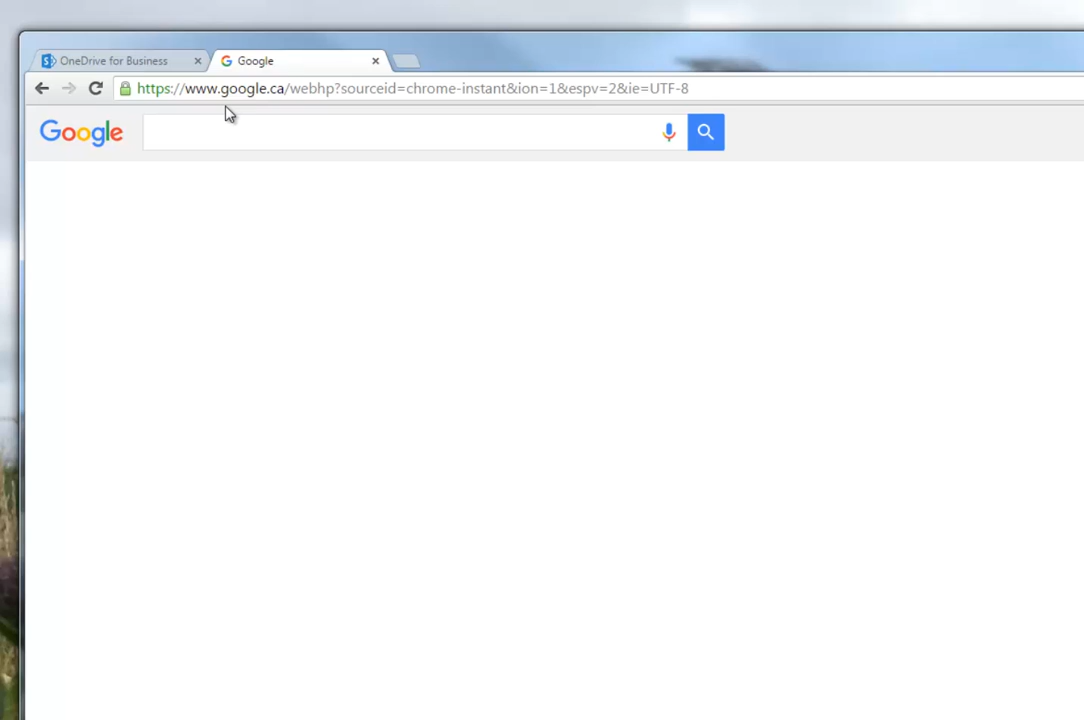 OneDrive for Business
Google
https://www.google.ca/webhp?sourceid=chrome-instant&ion=1&espv=2&ie=UTF-8
Google